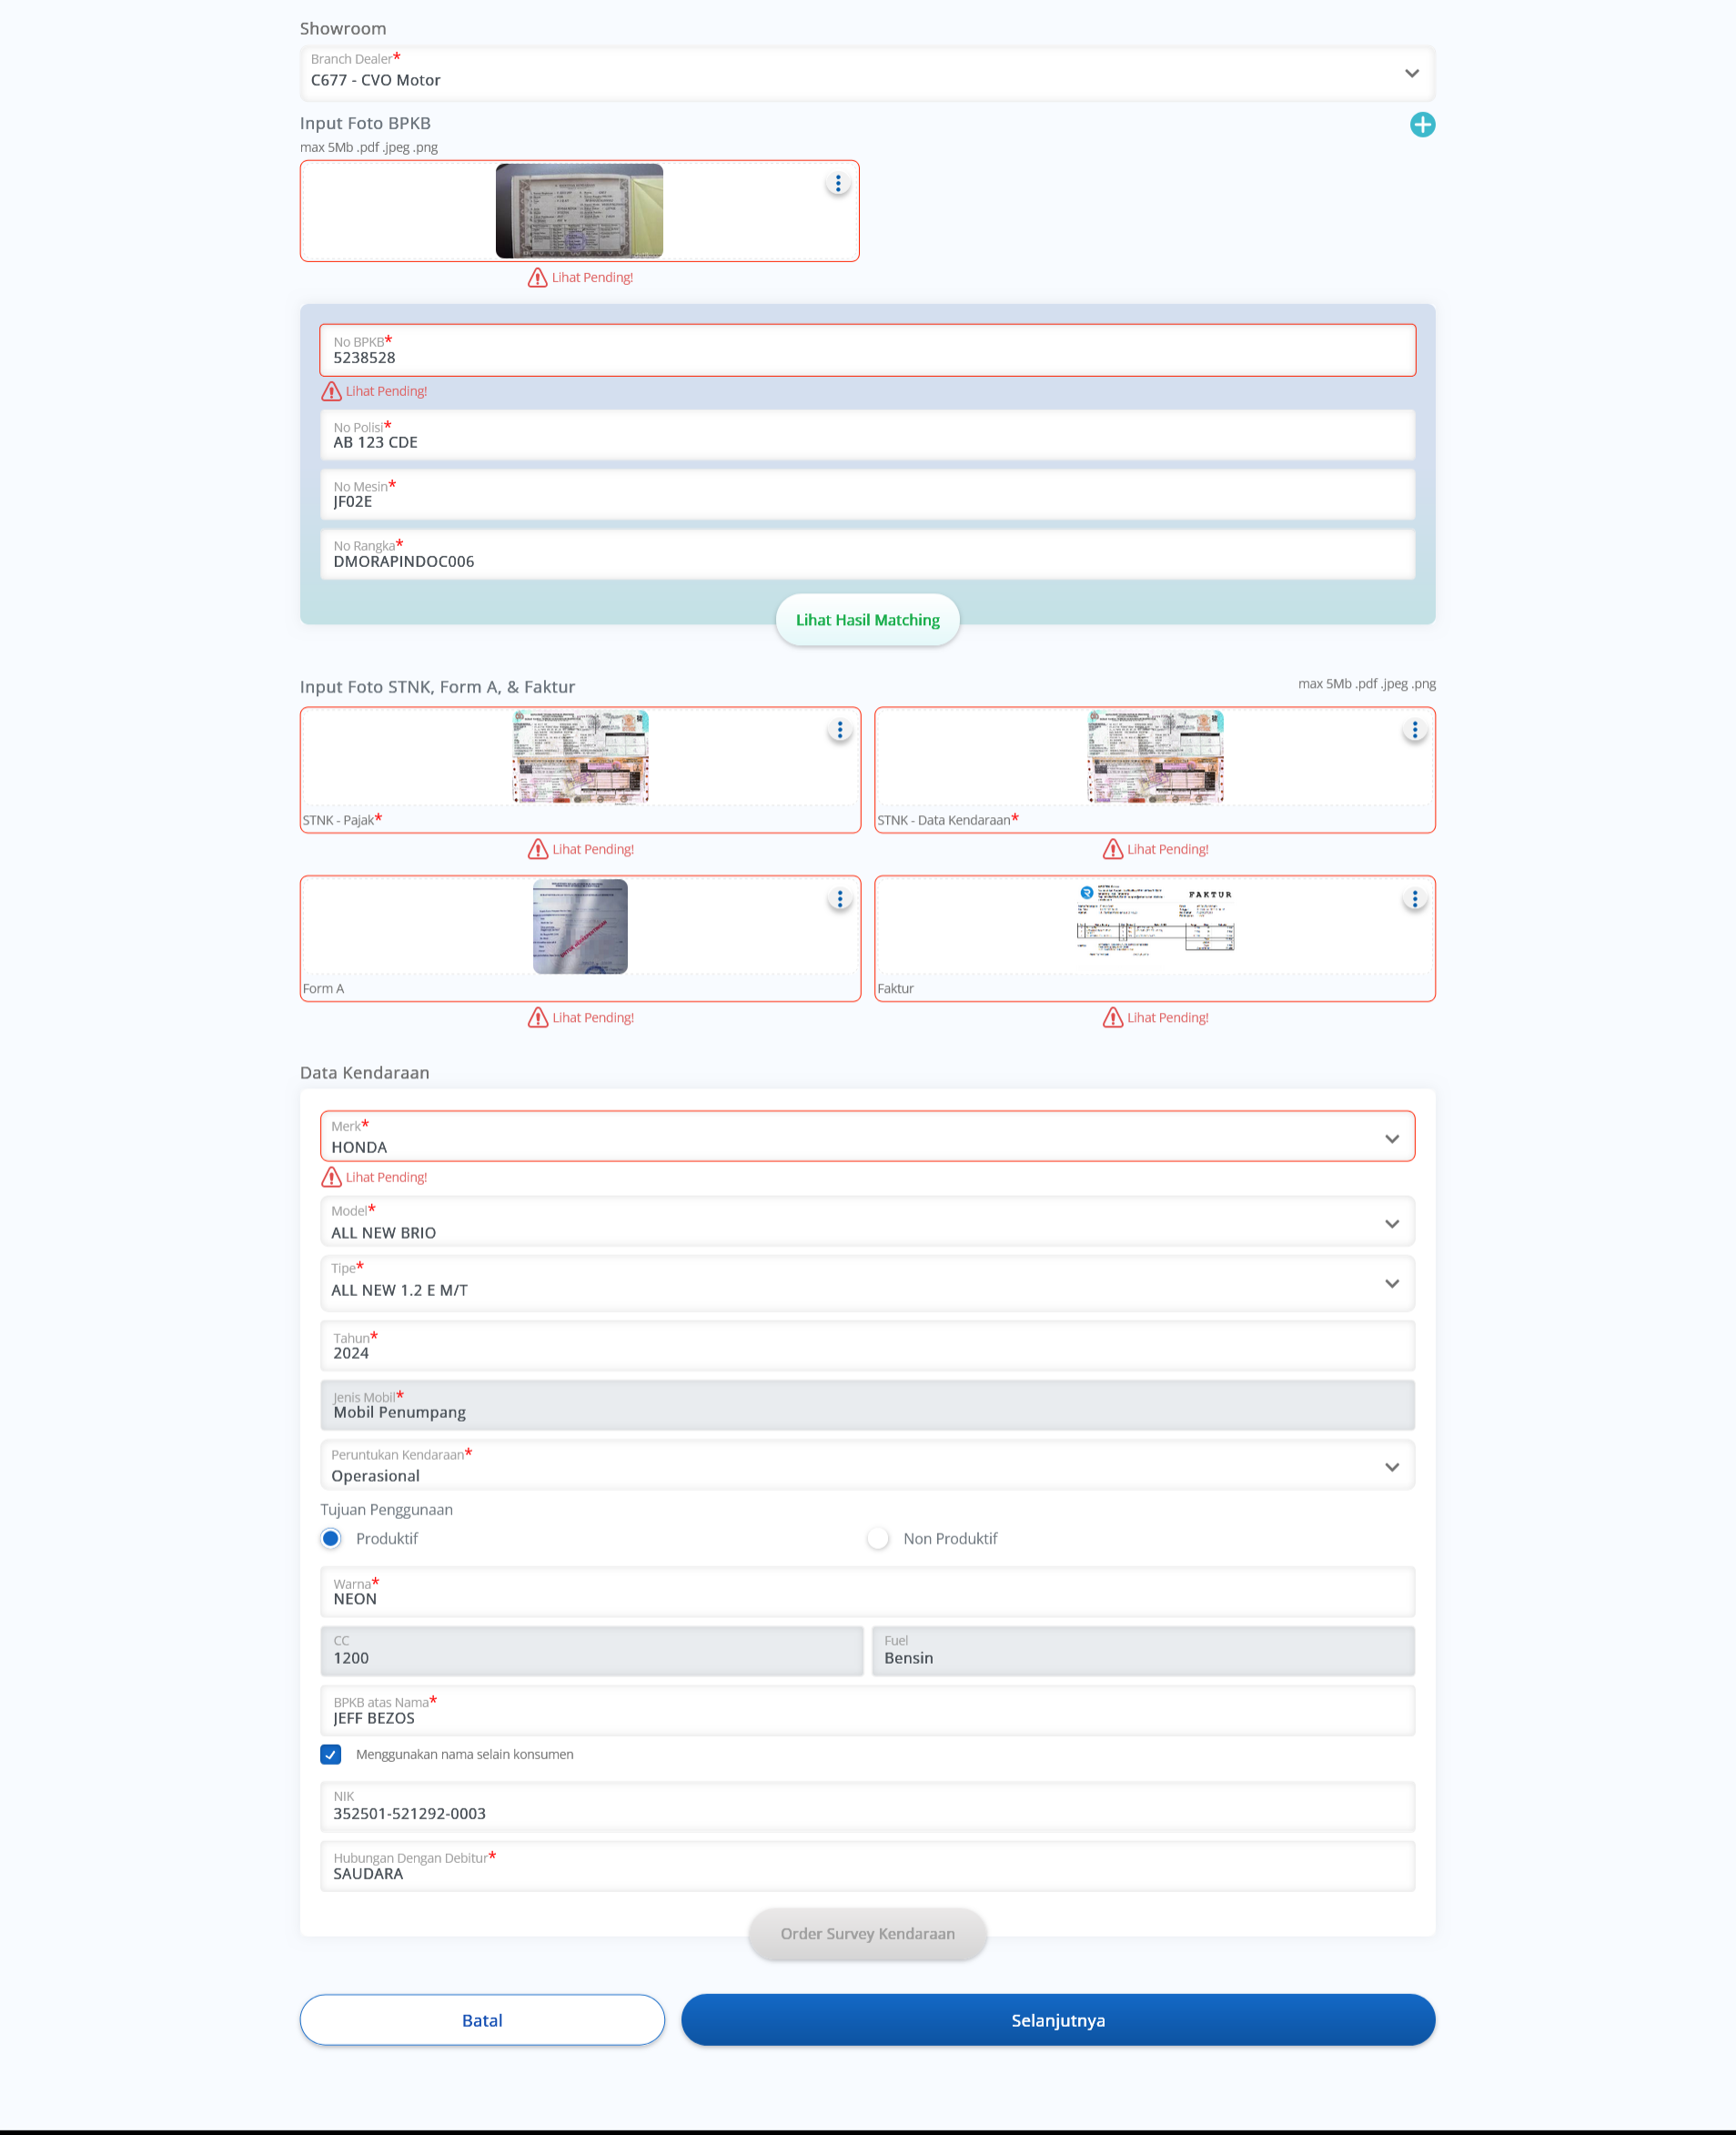 Showroom
Branch Dealer*
C677 - CVO Motor
Input Foto BPKB
max 5Mb .pdf .jpeg .png
Lihat Pending!
No BPKB*
5238528
Lihat Pending!
No Polisi*
AB 123 CDE
No Mesin*
JF02E
No Rangka*
DMORAPINDOC006
Lihat Hasil Matching
Input Foto STNK, Form A, & Faktur
max 5Mb .pdf .jpeg .png
STNK - Pajak*
STNK - Data Kendaraan*
Lihat Pending!
Lihat Pending!
FAKTUR
Form A
Faktur
Lihat Pending!
Lihat Pending!
Data Kendaraan
Merk*
HONDA
Lihat Pending!
Model*
ALL NEW BRIO
Tipe*
ALL NEW 1.2 E M/T
Tahun*
2024
Jenis Mobil*
Mobil Penumpang
Peruntukan Kendaraan*
Operasional
Tujuan Penggunaan
Produktif
Non Produktif
Warna*
NEON
CC
1200
Fuel
Bensin
BPKB atas Nama*
JEFF BEZOS
Menggunakan nama selain konsumen
NIK
352501-521292-0003
Hubungan Dengan Debitur*
SAUDARA
Order Survey Kendaraan
Batal
Selanjutnya